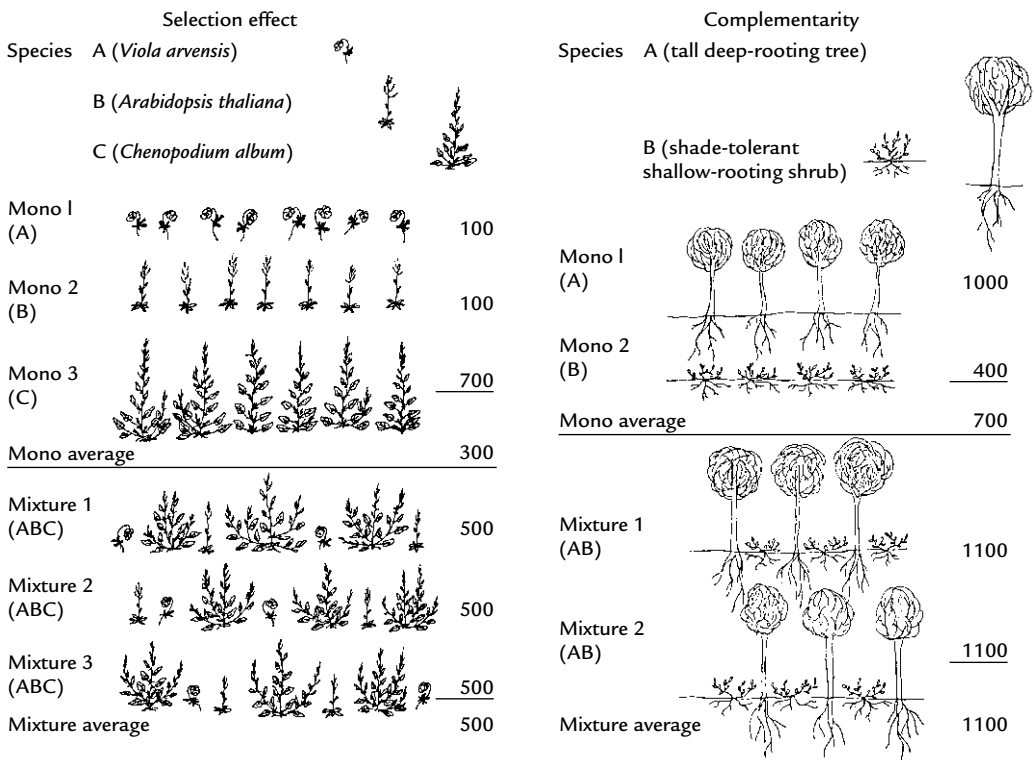 Selection effect
Species A (Viola arvensis)
B (Arabidopsis thaliana)
C (Chenopodium album)
Mono I
(A)
100
Mono 2
(B)
100
Mono 3
(C)
700
Mono average 300
Mixture 1
(ABC)
500
Mixture 2
(ABC)
500
Mixture 3
(ABC)
500
Mixture average 500
Complementarity
Species A (tall deep-rooting tree)
B (shade-tolerant
shallow-rooting shrub)
Mono I
(A)
1000
Mono 2
(B)
400
Mono average 700
Mixture 1
(AB)
1100
Mixture 2
(AB)
1100
Mixture average 1100